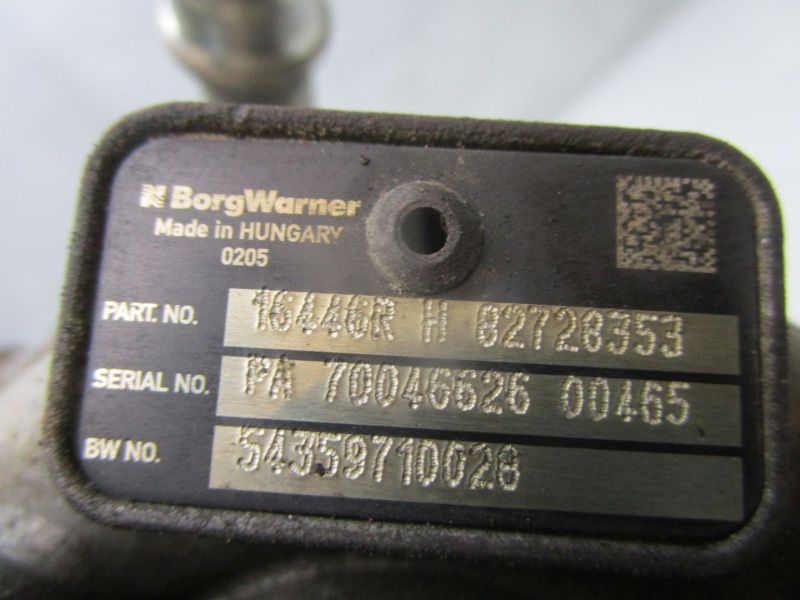 BorgWarner
Made in HUNGARY
0205
PART. NO. 16446R H 82728353
SERIAL NO. PA 70046626 00465
BW NO. 54359710028